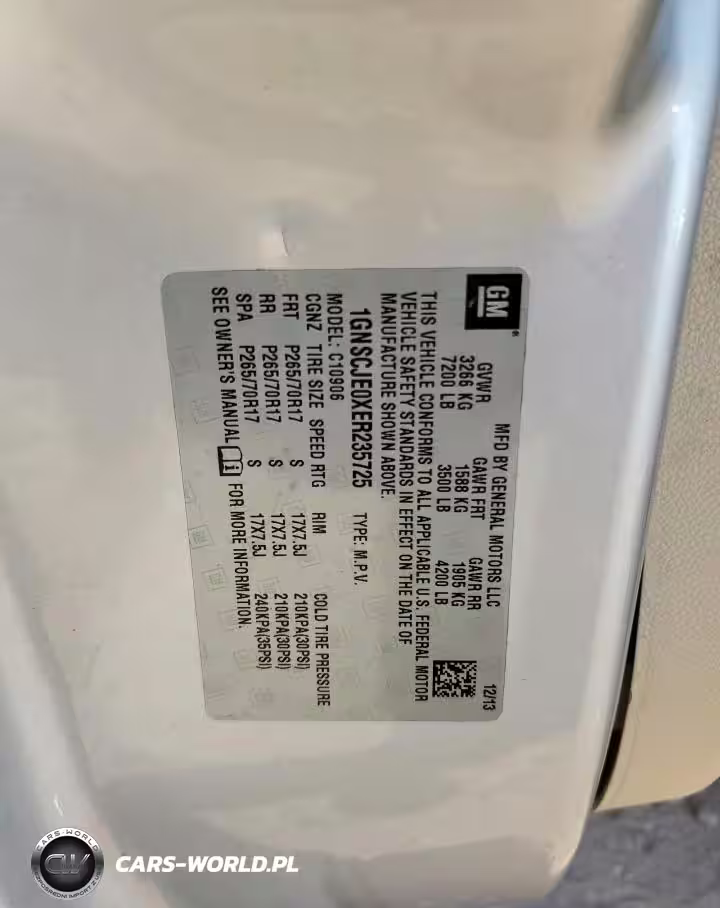 GM
MFD BY GENERAL MOTORS LLC 12/13
GVWR GAWR FRT GAWR RR
3266 KG 1588 KG 1905 KG
7200 LB 3500 LB 4200 LB
THIS VEHICLE CONFORMS TO ALL APPLICABLE U.S. FEDERAL MOTOR
VEHICLE SAFETY STANDARDS IN EFFECT ON THE DATE OF
MANUFACTURE SHOWN ABOVE.
1GNSCJE0XER235725 TYPE: M.P.V.
MODEL: C10906
CGNZ TIRE SIZE SPEED RTG RIM COLD TIRE PRESSURE
FRT P265/70R17 S 17X7.5J 210KPA(30PSI)
RR P265/70R17 S 17X7.5J 210KPA(30PSI)
SPA P265/70R17 S 17X7.5J 240KPA(35PSI)
SEE OWNER'S MANUAL FOR MORE INFORMATION.
CARS-WORLD
CW
CARS-WORLD.PL